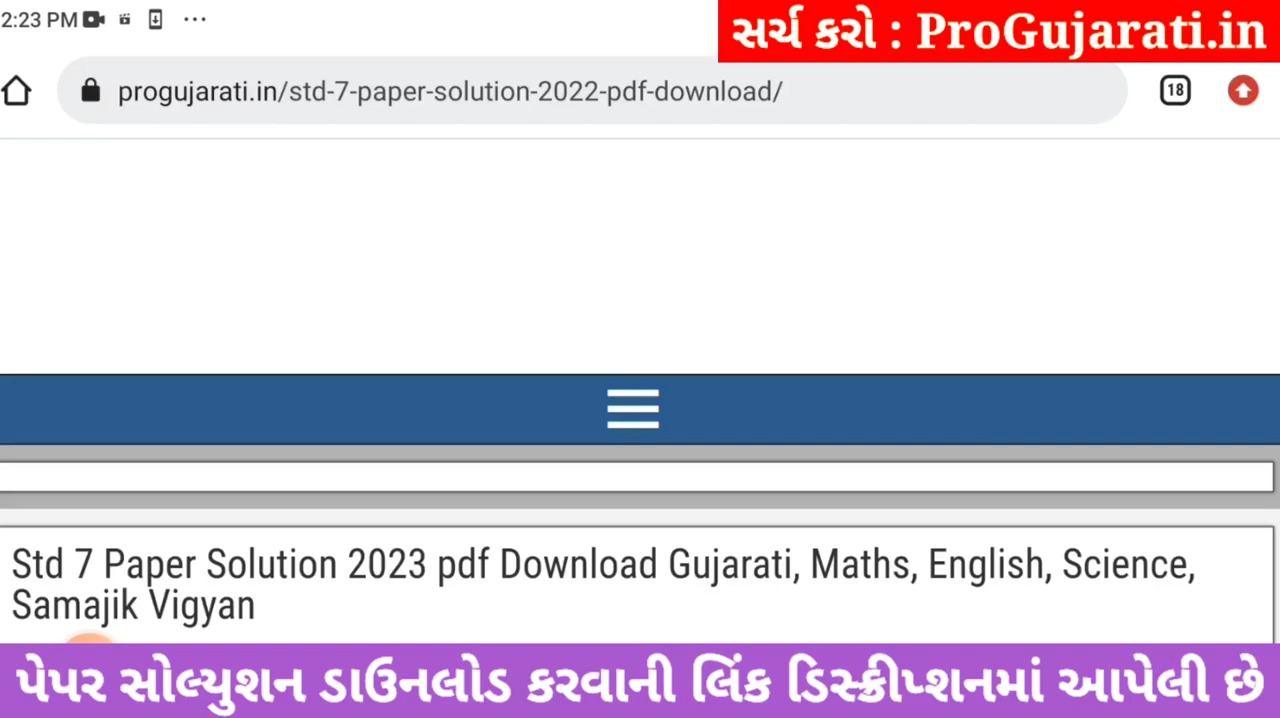 2:23 PM
સર્ચ કરો : ProGujarati.in
progujarati.in/std-7-paper-solution-2022-pdf-download/
18
Std 7 Paper Solution 2023 pdf Download Gujarati, Maths, English, Science,
Samajik Vigyan
પેપર સોલ્યુશન ડાઉનલોડ કરવાની લિંક ડિસ્ક્રીપ્શનમાં આપેલી છે